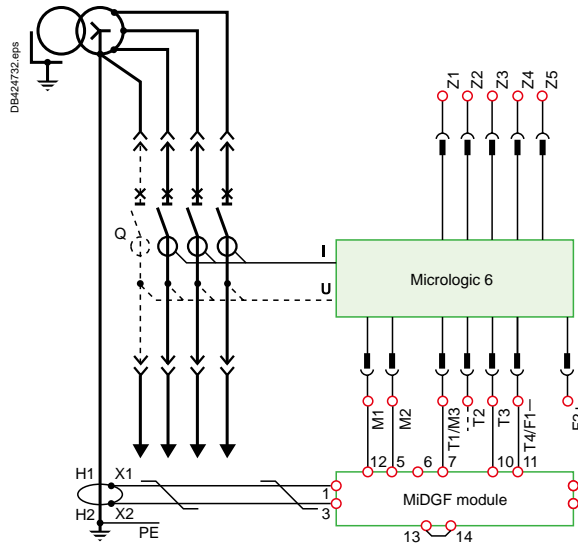 DB424732.eps
Z1
Z2
Z3
Z4
Z5
Q
I
U
Micrologic 6
M1
M2
T1/M3
T2
T3
T4/F1—
12
5
6
7
10
11
H1
X1
1
MiDGF module
H2
X2
3
PE
13
14